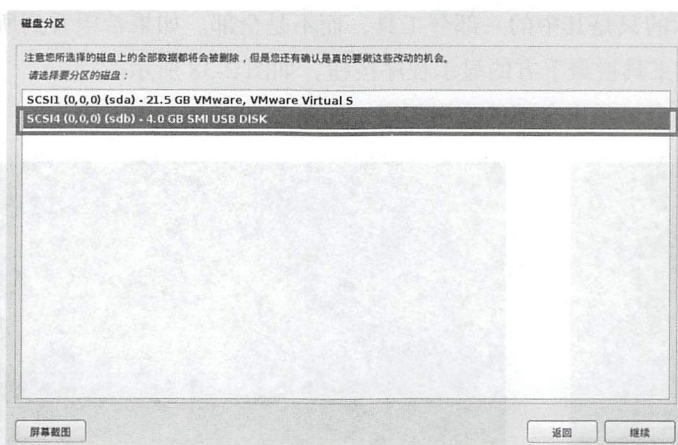 磁盘分区
注意您所选择的磁盘上的全部数据都将会被删除，但是您还有确认是真的要做这些改动的机会。
请选择要分区的磁盘：
SCSI1 (0,0,0) (sda) - 21.5 GB VMware, VMware Virtual S
SCSI4 (0,0,0) (sdb) - 4.0 GB SMI USB DISK
屏幕截图
返回
继续